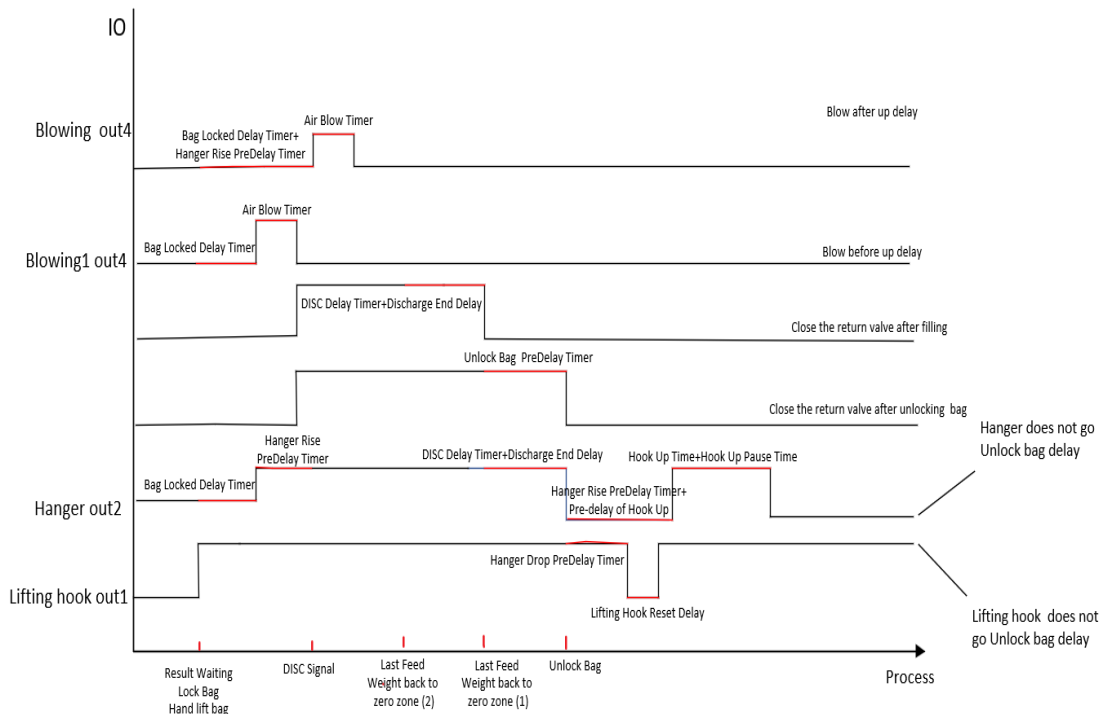 IO
Blowing out4
Bag Locked Delay Timer+
Hanger Rise PreDelay Timer
Air Blow Timer
Blow after up delay
Blowing1 out4
Bag Locked Delay Timer
Air Blow Timer
Blow before up delay
DISC Delay Timer+Discharge End Delay
Close the return valve after filling
Unlock Bag PreDelay Timer
Close the return valve after unlocking bag
Hanger out2
Bag Locked Delay Timer
Hanger Rise
PreDelay Timer
DISC Delay Timer+Discharge End Delay
Hanger Rise PreDelay Timer+
Pre-delay of Hook Up
Hook Up Time+Hook Up Pause Time
Hanger does not go
Unlock bag delay
Lifting hook out1
Hanger Drop PreDelay Timer
Lifting Hook Reset Delay
Lifting hook does not
go Unlock bag delay
Result Waiting
Lock Bag
Hand lift bag
DISC Signal
Last Feed
Weight back to
zero zone (2)
Last Feed
Weight back to
zero zone (1)
Unlock Bag
Process